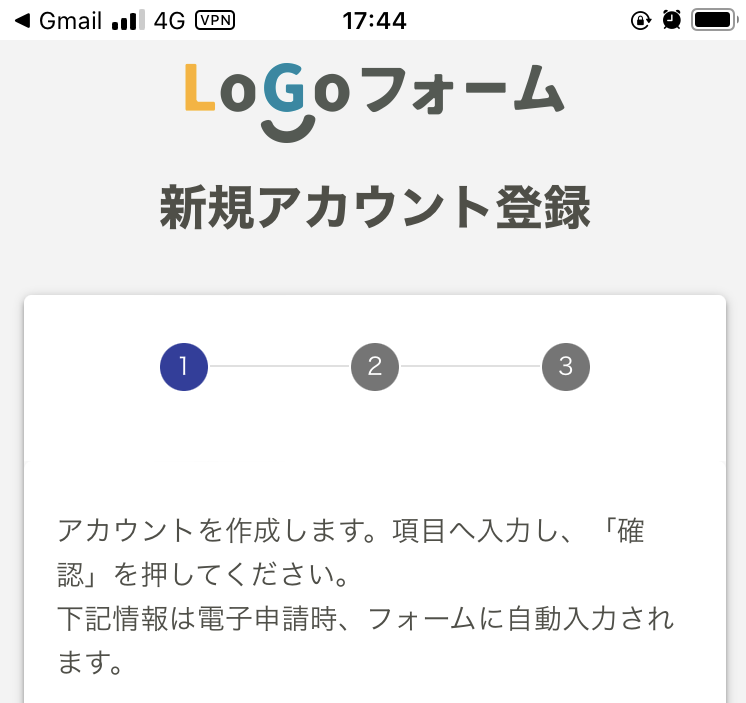 ◀ Gmail 4G VPN 17:44
LoGoフォーム
新規アカウント登録
1 2 3
アカウントを作成します。項目へ入力し、「確
認」を押してください。
下記情報は電子申請時、フォームに自動入力され
ます。